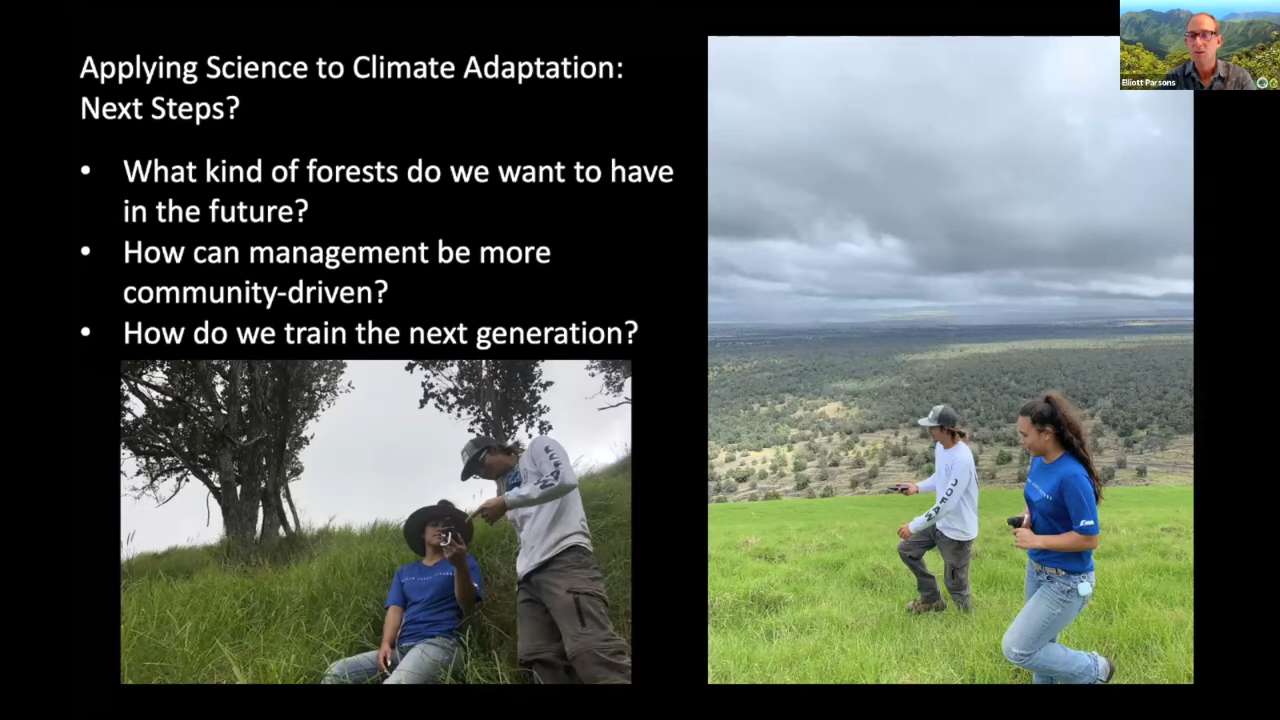 Applying Science to Climate Adaptation:
Next Steps?
• What kind of forests do we want to have
in the future?
• How can management be more
community-driven?
• How do we train the next generation?
Elliott Parsons